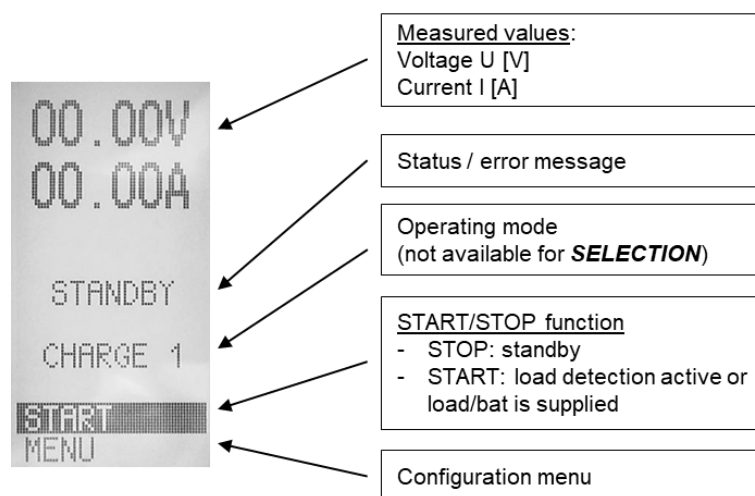 00.00V
00.00A
STANDBY
CHARGE 1
START
MENU
Measured values:
Voltage U [V]
Current I [A]
Status / error message
Operating mode
(not available for SELECTION)
START/STOP function
- STOP: standby
- START: load detection active or
load/bat is supplied
Configuration menu